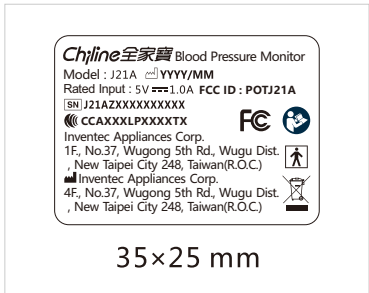 Chiline全家寶 Blood Pressure Monitor
Model : J21A YYYY/MM
Rated Input : 5V⎓1.0A FCC ID : POTJ21A
SN J21AZXXXXXXXXXX
CCAXXXLPXXXXTX
FC
Inventec Appliances Corp.
1F., No.37, Wugong 5th Rd., Wugu Dist.
, New Taipei City 248, Taiwan(R.O.C.)
Inventec Appliances Corp.
4F., No.37, Wugong 5th Rd., Wugu Dist.
, New Taipei City 248, Taiwan(R.O.C.)
35×25 mm